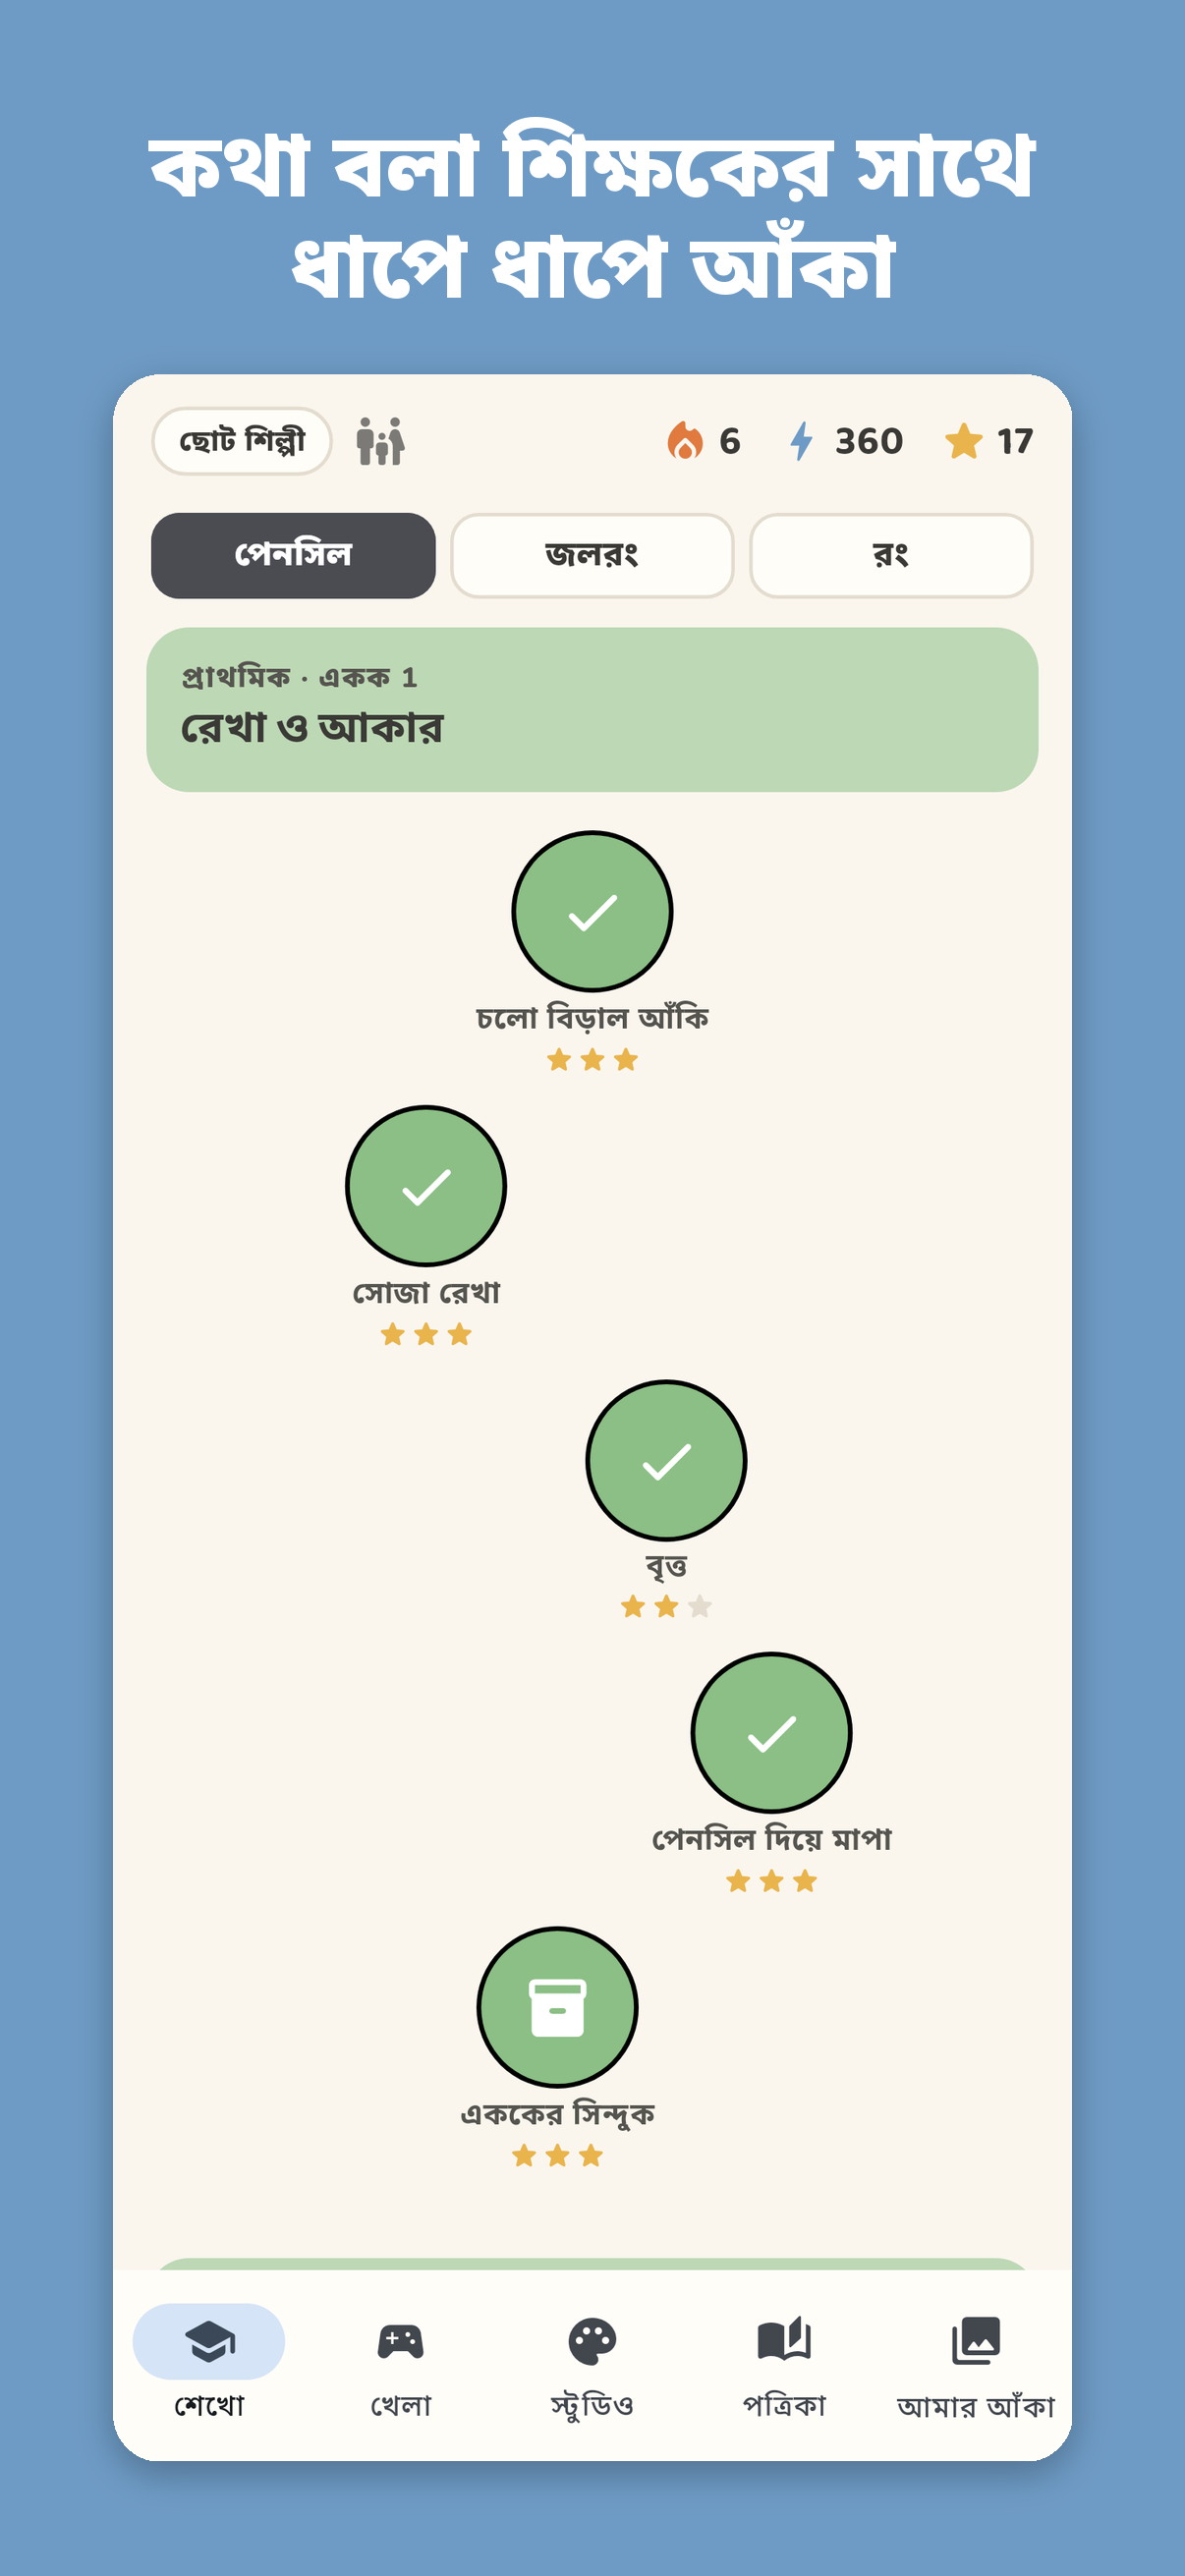 কথা বলা শিক্ষকের সাথে
ধাপে ধাপে আঁকা
ছোট শিল্পী 6 360 17
পেনসিল জলরং রং
প্রাথমিক · একক 1
রেখা ও আকার
চলো বিড়াল আঁকি
সোজা রেখা
বৃত্ত
পেনসিল দিয়ে মাপা
এককের সিন্দুক
শেখো খেলা স্টুডিও পত্রিকা আমার আঁকা